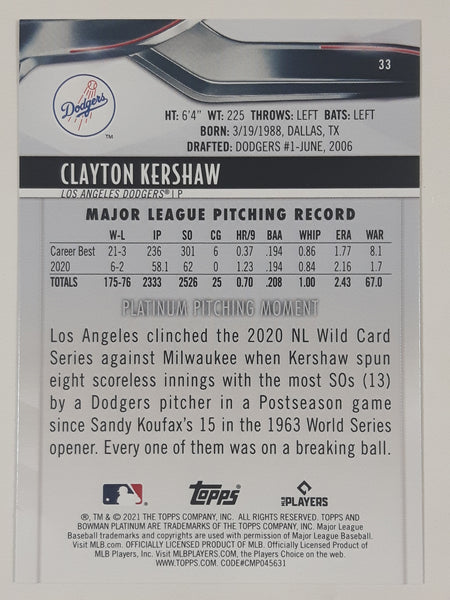 33
Dodgers
TM
HT: 6'4" WT: 225 THROWS: LEFT BATS: LEFT
BORN: 3/19/1988, DALLAS, TX
DRAFTED: DODGERS #1-JUNE, 2006
CLAYTON KERSHAW
LOS ANGELES DODGERS® | P
MAJOR LEAGUE PITCHING RECORD
W-L IP SO CG HR/9 BAA WHIP ERA WAR
Career Best 21-3 236 301 6 0.37 .194 0.86 1.77 8.1
2020 6-2 58.1 62 0 1.23 .194 0.84 2.16 1.7
TOTALS 175-76 2333 2526 25 0.70 .208 1.00 2.43 67.0
PLATINUM PITCHING MOMENT
Los Angeles clinched the 2020 NL Wild Card
Series against Milwaukee when Kershaw spun
eight scoreless innings with the most SOs (13)
by a Dodgers pitcher in a Postseason game
since Sandy Koufax's 15 in the 1963 World Series
opener. Every one of them was on a breaking ball.
topps
PLAYERS
®, TM & © 2021 THE TOPPS COMPANY, INC. ALL RIGHTS RESERVED. TOPPS AND
BOWMAN PLATINUM ARE TRADEMARKS OF THE TOPPS COMPANY, INC. Major League
Baseball trademarks and copyrights are used with permission of Major League Baseball.
Visit MLB.com. OFFICIALLY LICENSED PRODUCT OF MLB. Officially Licensed Product of
MLB Players, Inc. Visit MLBPLAYERS.COM, the Players Choice on the web.
WWW.TOPPS.COM CODE#CMP045631